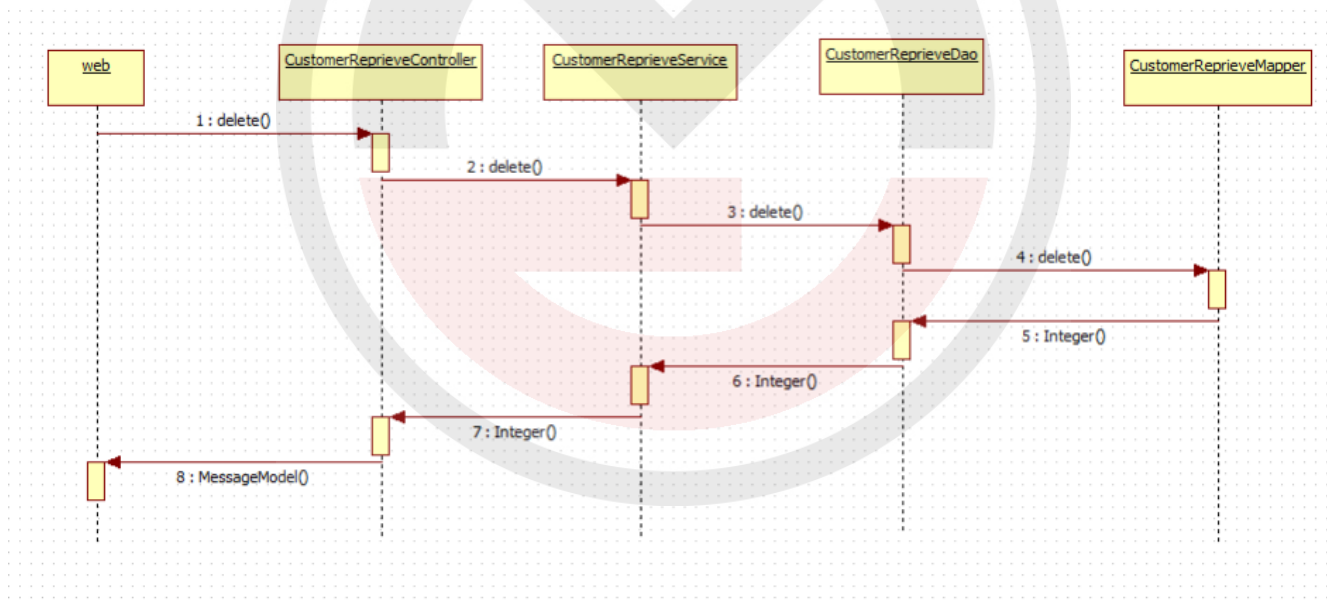 web
CustomerReprieveController
CustomerReprieveService
CustomerReprieveDao
CustomerReprieveMapper
1 : delete()
2 : delete()
3 : delete()
4 : delete()
5 : Integer()
6 : Integer()
7 : Integer()
8 : MessageModel()